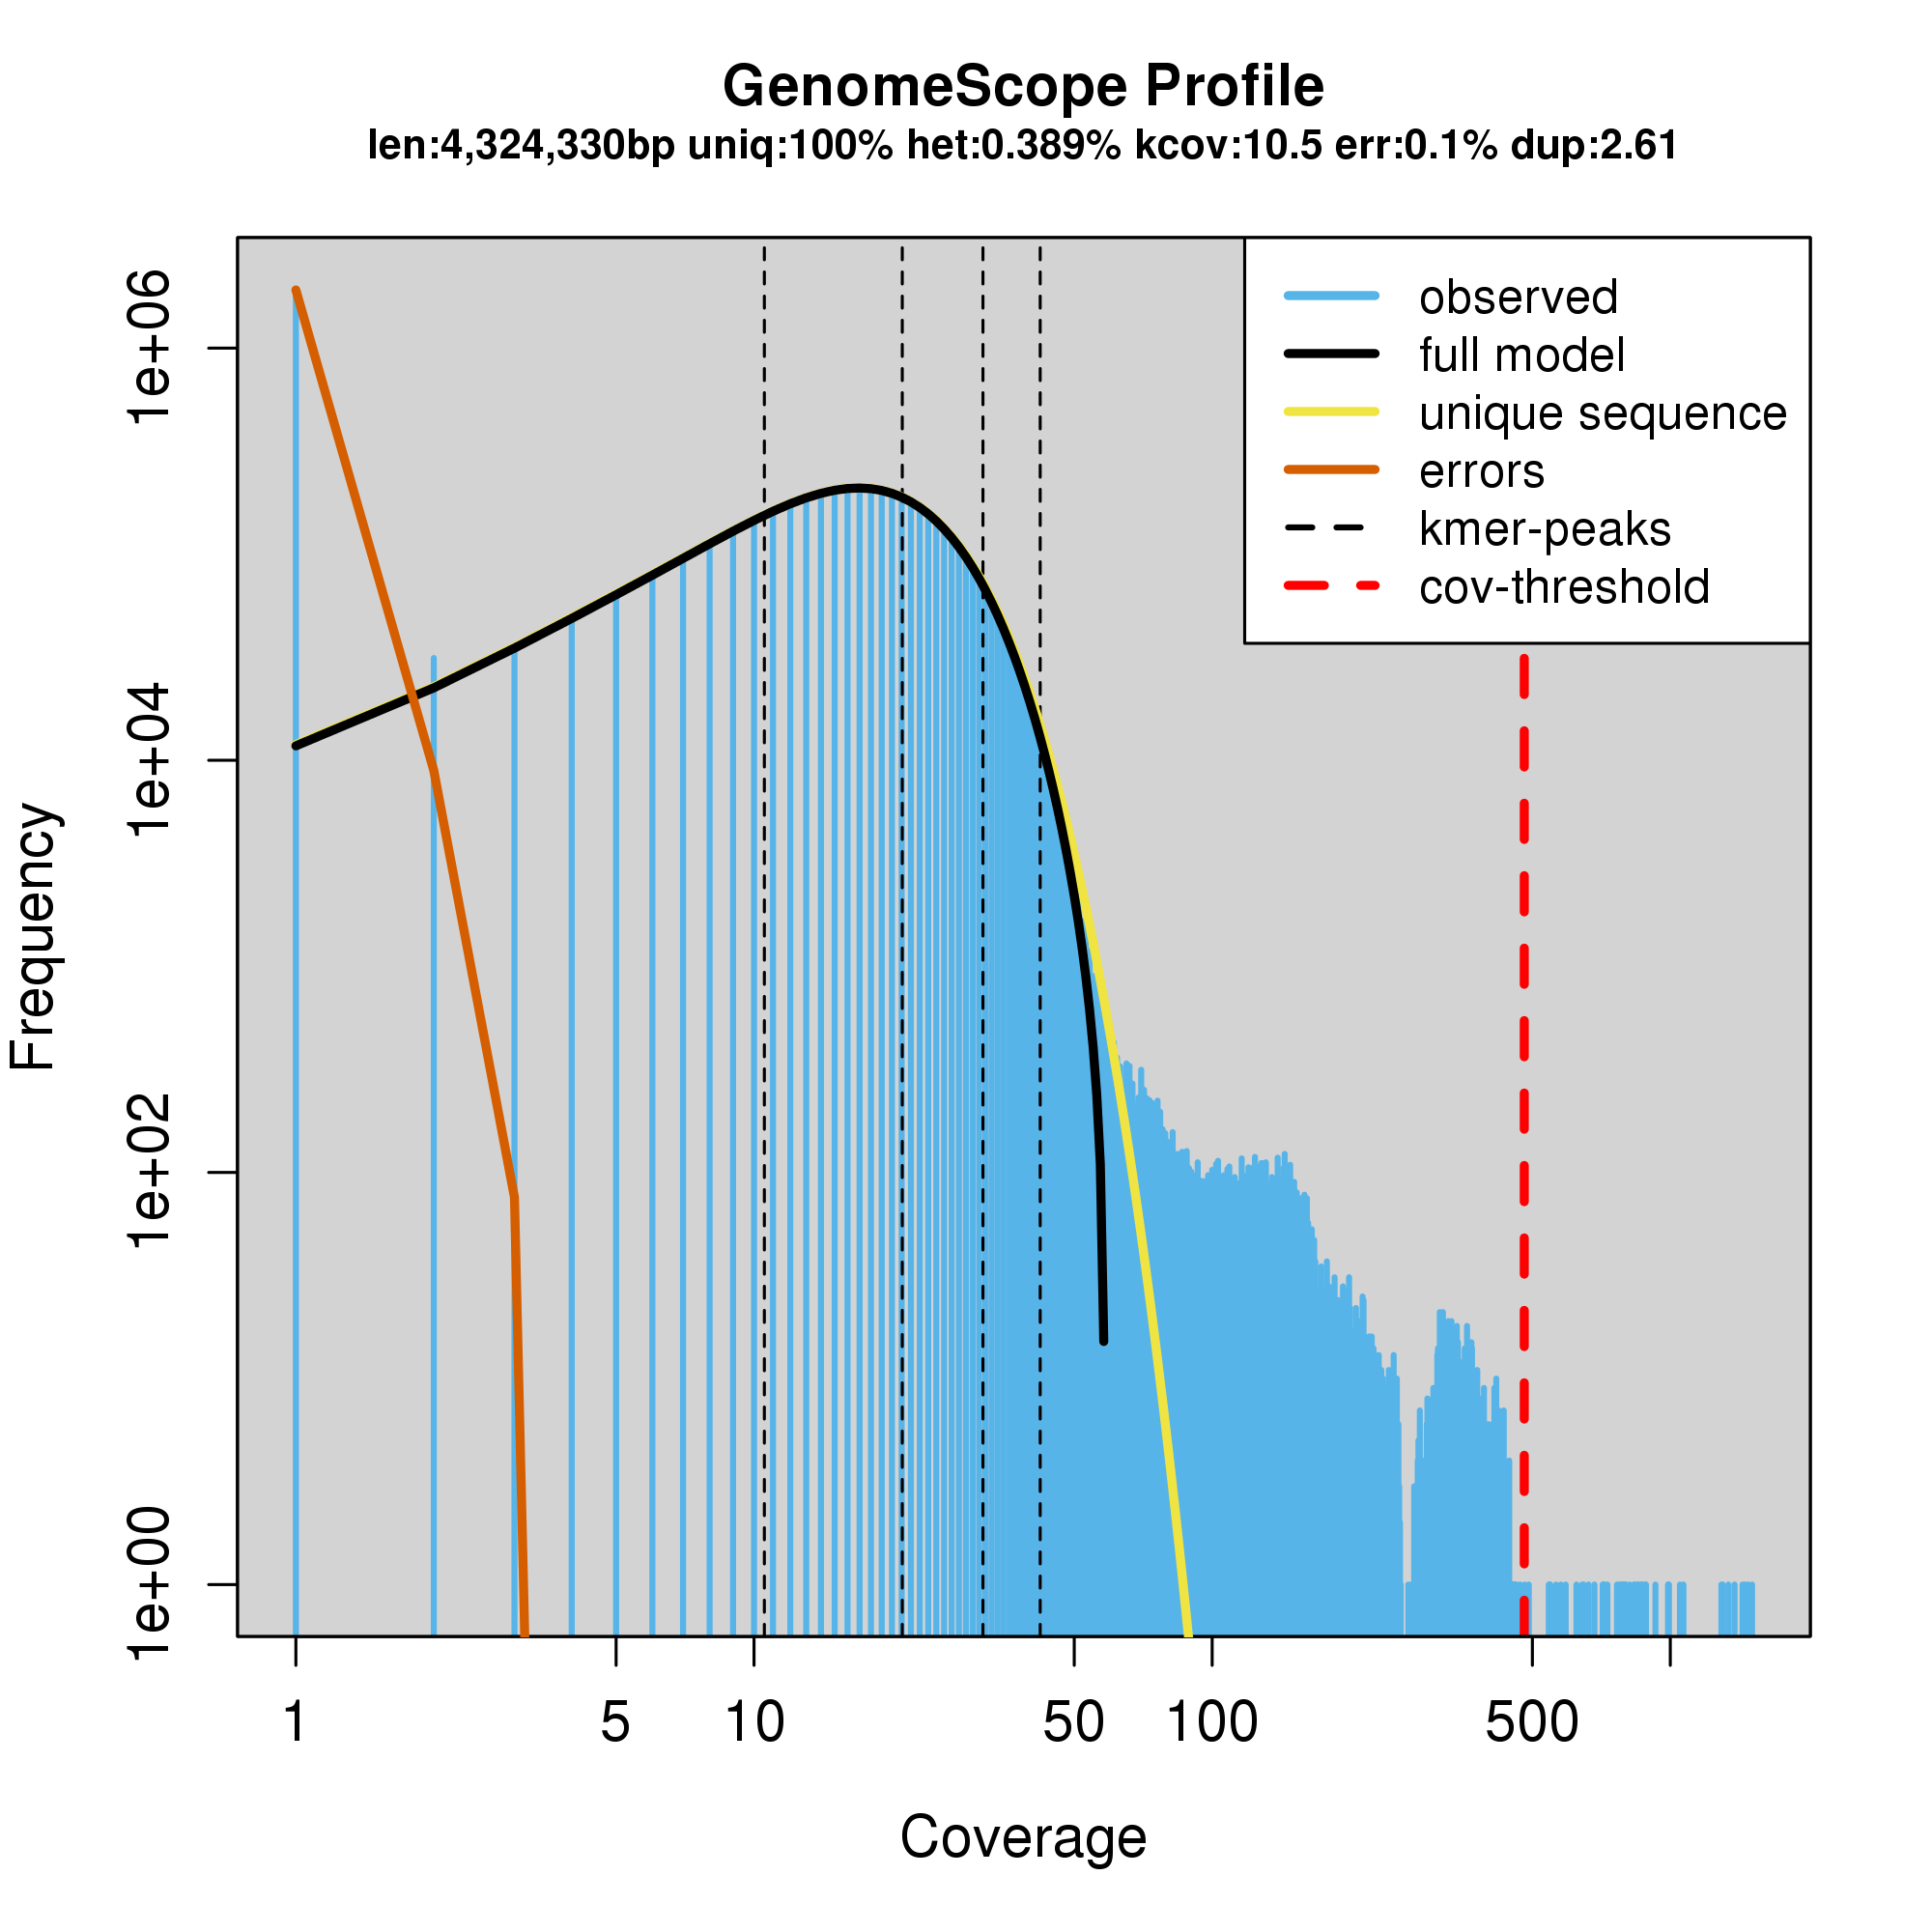 GenomeScope Profile
len:4,324,330bp uniq:100% het:0.389% kcov:10.5 err:0.1% dup:2.61
observed
full model
unique sequence
errors
kmer-peaks
cov-threshold
Frequency
1e+06
1e+04
1e+02
1e+00
1 5 10 50 100 500
Coverage